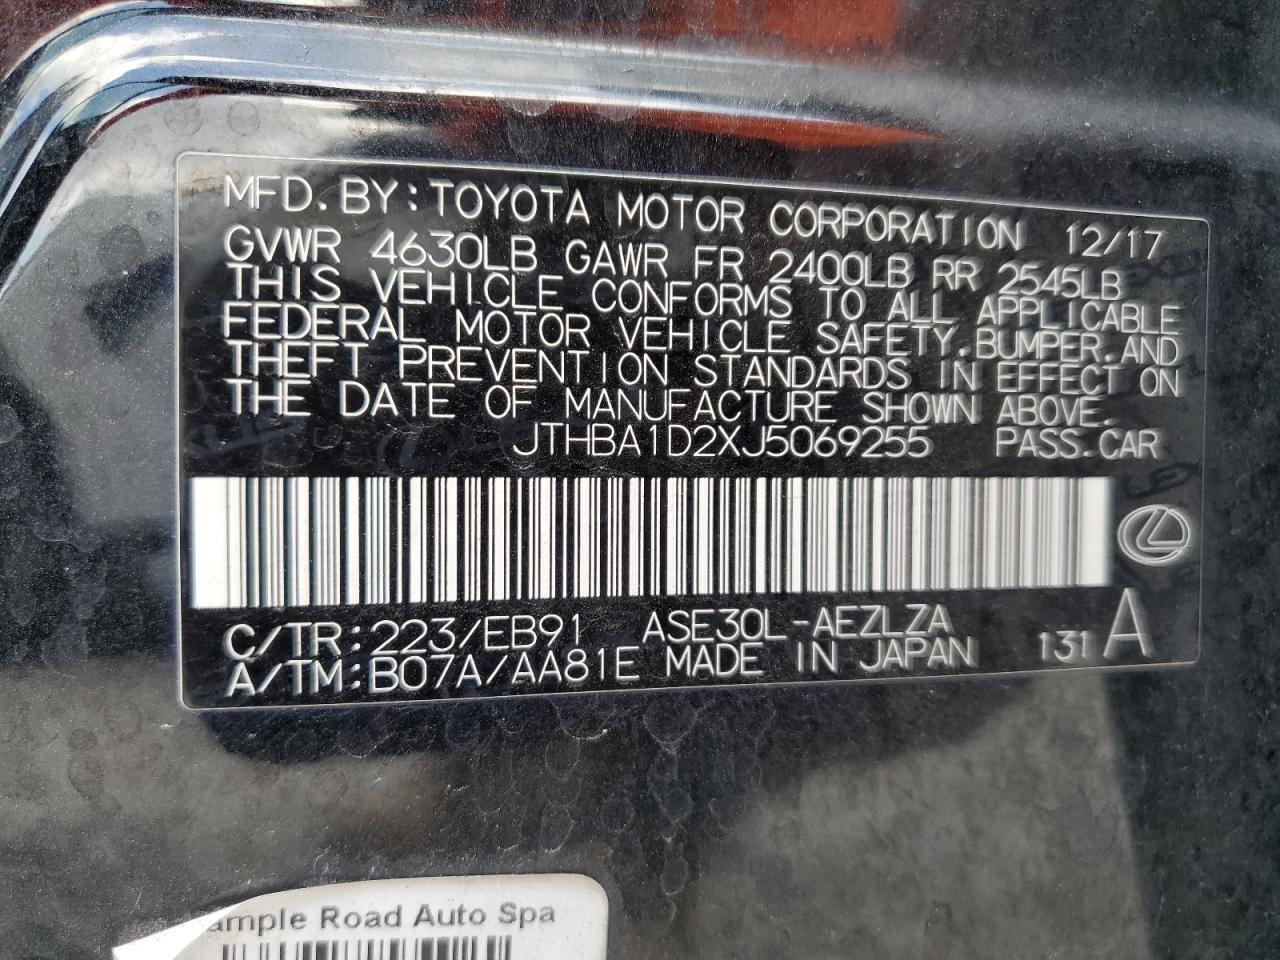 MFD. BY: TOYOTA MOTOR CORPORATION 12/17
GVWR 4630LB GAWR FR 2400LB RR 2545LB
THIS VEHICLE CONFORMS TO ALL APPLICABLE
FEDERAL MOTOR VEHICLE SAFETY, BUMPER, AND
THEFT PREVENTION STANDARDS IN EFFECT ON
THE DATE OF MANUFACTURE SHOWN ABOVE.
JTHBA1D2XJ5069255 PASS. CAR
C/TR: 223/EB91 ASE30L-AEZLZA
A/TM: B07A/AA81E MADE IN JAPAN 131 A
ample Road Auto Spa